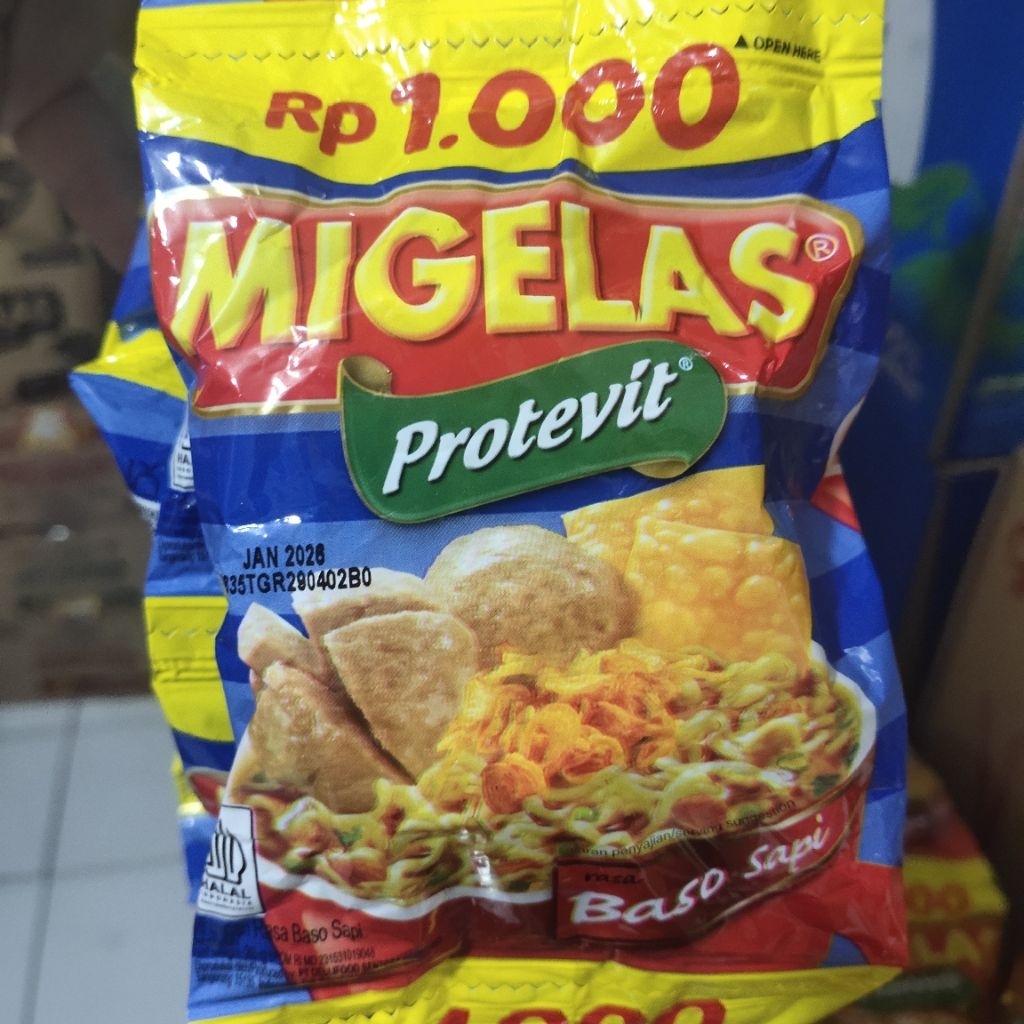 ▲ OPEN HERE
Rp 1.000
MIGELAS®
Protevit®
JAN 2026
R35TGR290402B0
saran penyajian/serving suggestion
rasa
Baso sapi
HALAL
INDONESIA
Rasa Baso Sapi